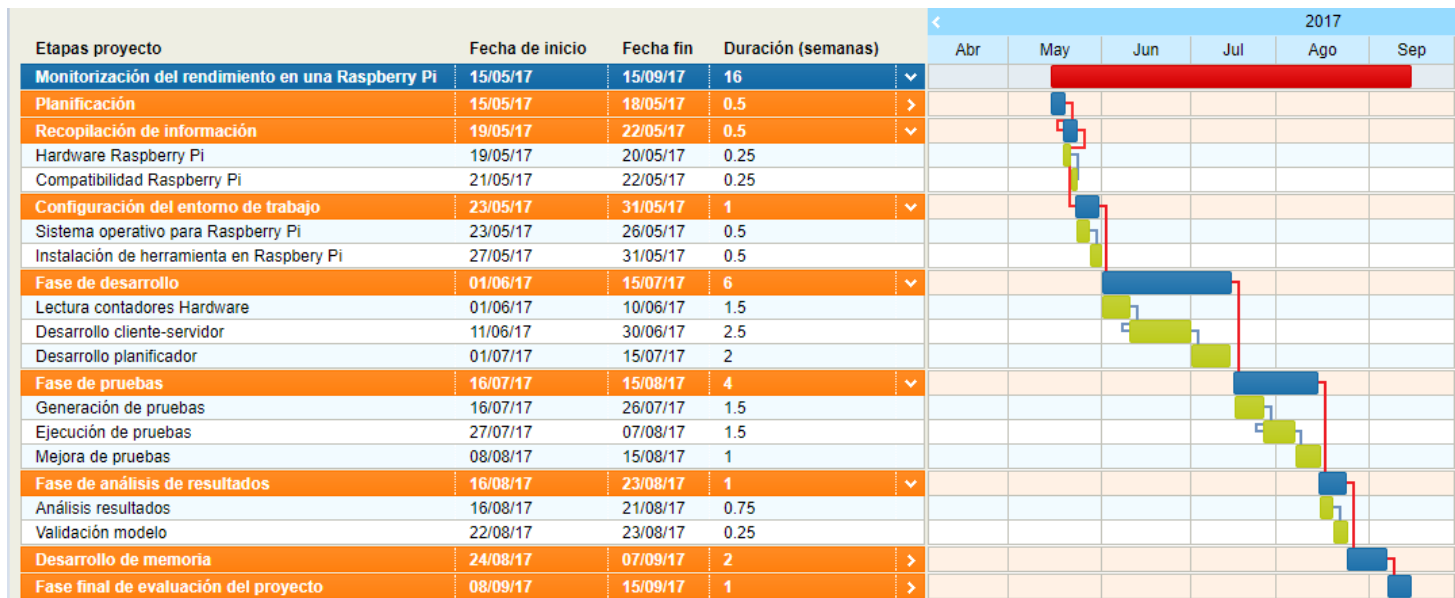 2017
Etapas proyecto Fecha de inicio Fecha fin Duración (semanas) Abr May Jun Jul Ago Sep
Monitorización del rendimiento en una Raspberry Pi 15/05/17 15/09/17 16
Planificación 15/05/17 18/05/17 0.5
Recopilación de información 19/05/17 22/05/17 0.5
Hardware Raspberry Pi 19/05/17 20/05/17 0.25
Compatibilidad Raspberry Pi 21/05/17 22/05/17 0.25
Configuración del entorno de trabajo 23/05/17 31/05/17 1
Sistema operativo para Raspberry Pi 23/05/17 26/05/17 0.5
Instalación de herramienta en Raspbery Pi 27/05/17 31/05/17 0.5
Fase de desarrollo 01/06/17 15/07/17 6
Lectura contadores Hardware 01/06/17 10/06/17 1.5
Desarrollo cliente-servidor 11/06/17 30/06/17 2.5
Desarrollo planificador 01/07/17 15/07/17 2
Fase de pruebas 16/07/17 15/08/17 4
Generación de pruebas 16/07/17 26/07/17 1.5
Ejecución de pruebas 27/07/17 07/08/17 1.5
Mejora de pruebas 08/08/17 15/08/17 1
Fase de análisis de resultados 16/08/17 23/08/17 1
Análisis resultados 16/08/17 21/08/17 0.75
Validación modelo 22/08/17 23/08/17 0.25
Desarrollo de memoria 24/08/17 07/09/17 2
Fase final de evaluación del proyecto 08/09/17 15/09/17 1